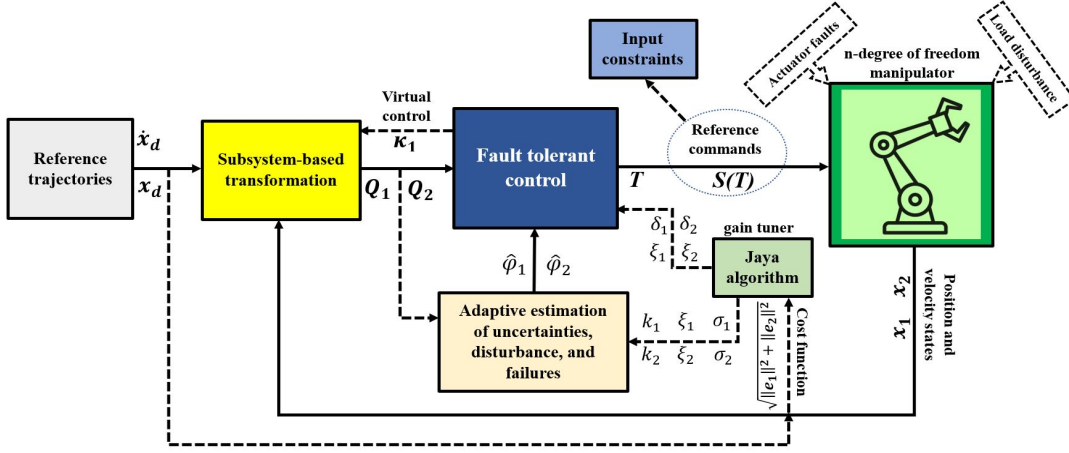 Input
constraints
Actuator faults
n-degree of freedom
manipulator
Load disturbance
Reference
trajectories
ẋ_d
x_d
Subsystem-based
transformation
Virtual
control
κ₁
Q₁ Q₂
Fault tolerant
control
Reference
commands
T S(T)
δ₁ δ₂
ξ₁ ξ₂
gain tuner
Jaya
algorithm
φ̂₁ φ̂₂
Adaptive estimation
of uncertainties,
disturbance, and
failures
k₁ ξ₁ σ₁
k₂ ξ₂ σ₂
√||e₁||² + ||e₂||²
Cost function
x₁ x₂
Position and
velocity states